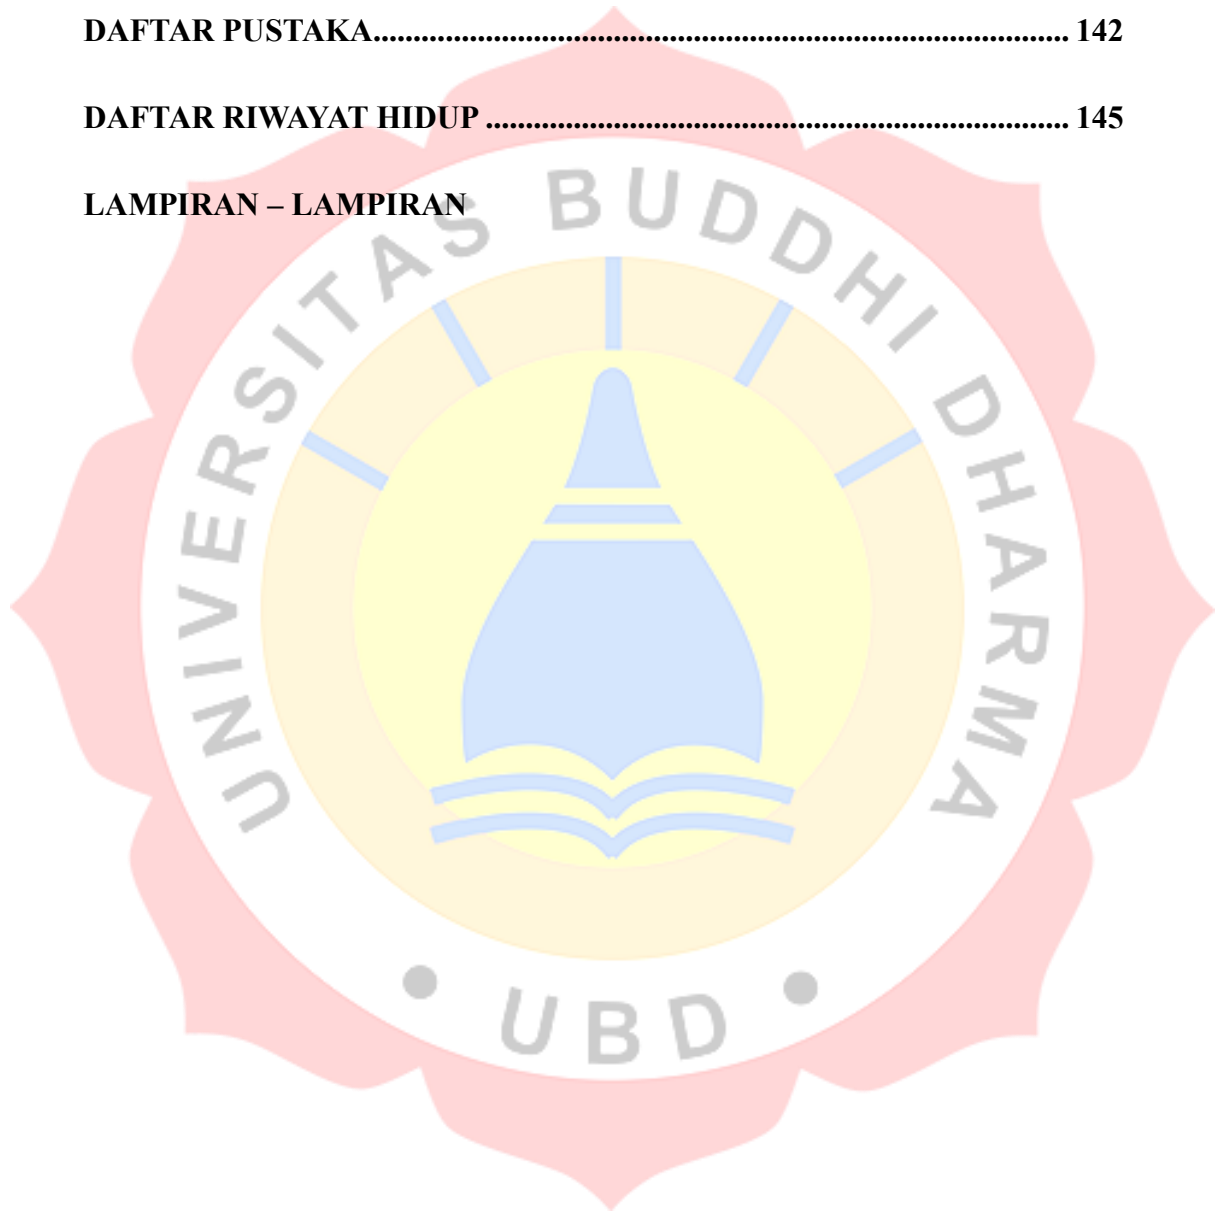 DAFTAR PUSTAKA....................................................................................... 142
DAFTAR RIWAYAT HIDUP ......................................................................... 145
LAMPIRAN – LAMPIRAN
UNIVERSITAS BUDDHI DHARMA
• UBD •